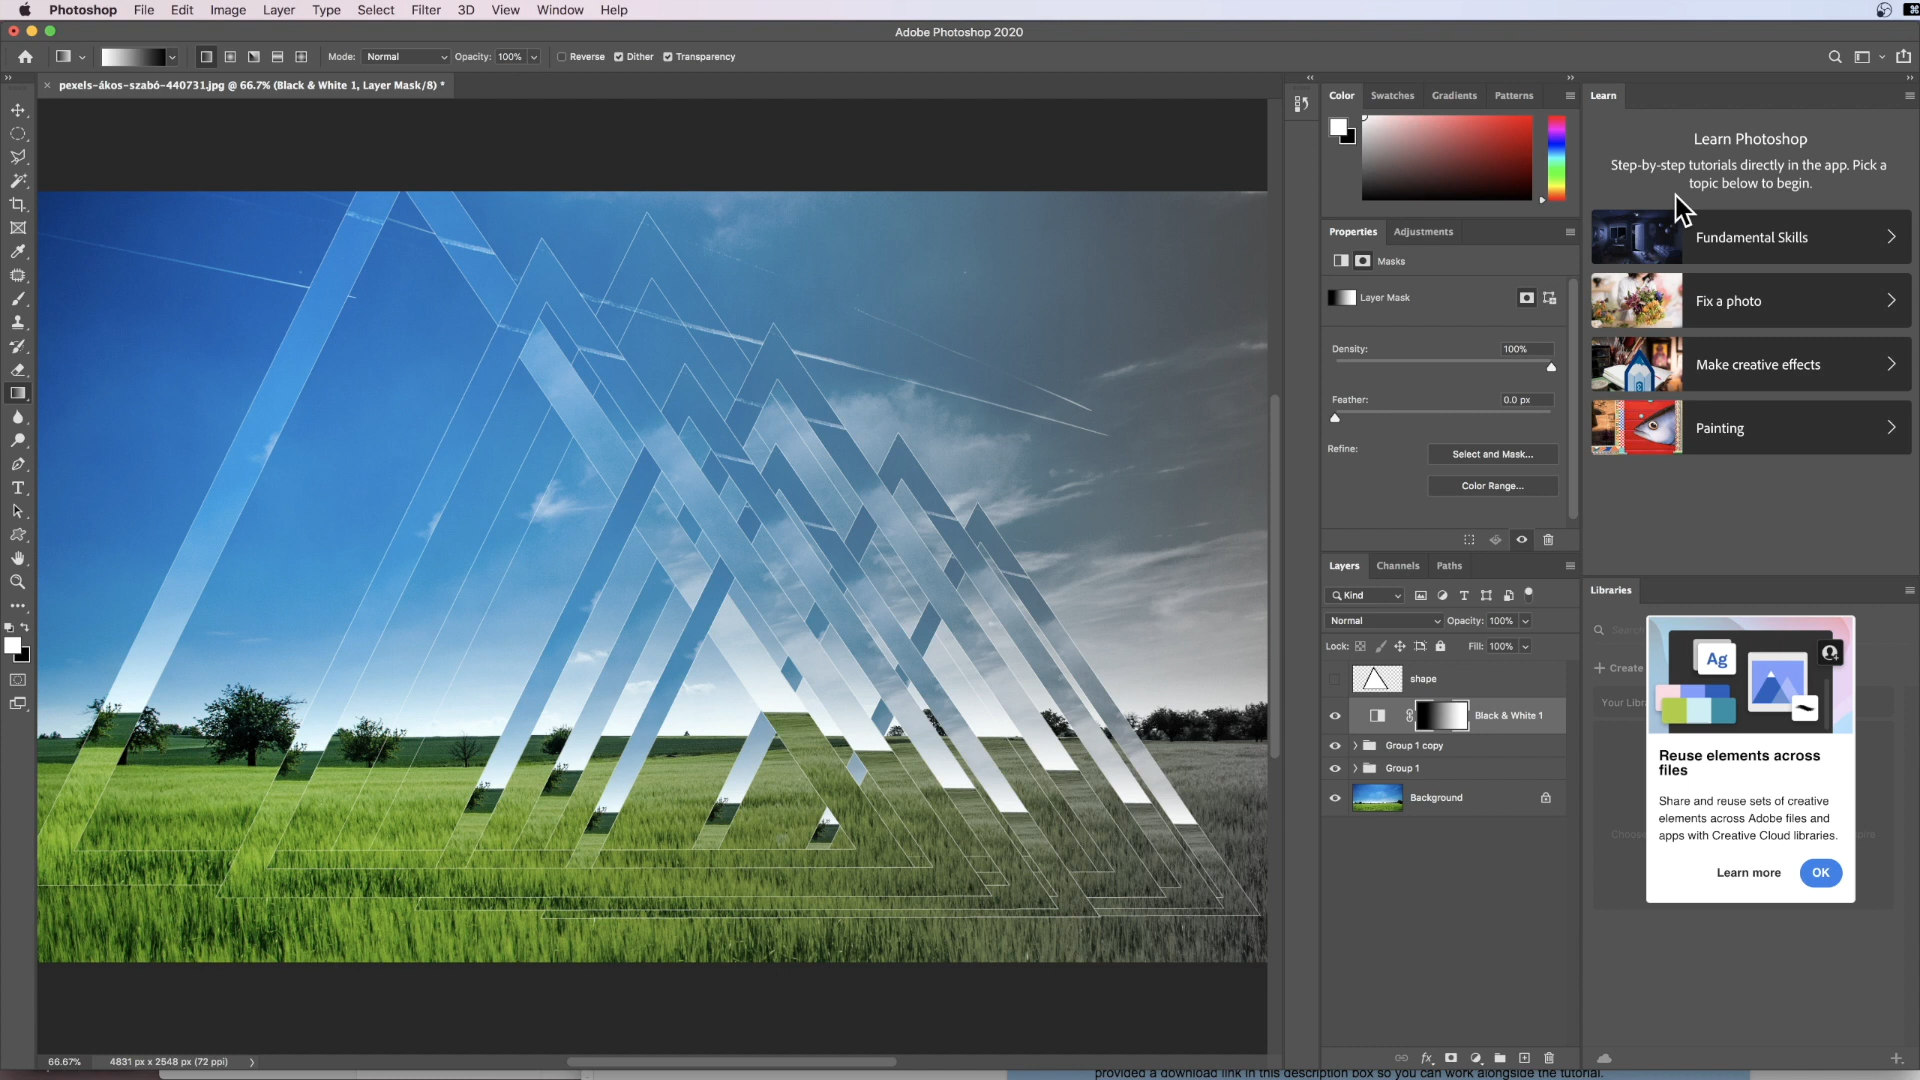 Photoshop File Edit Image Layer Type Select Filter 3D View Window Help
Adobe Photoshop 2020
Mode: Normal Opacity: 100% Reverse Dither Transparency
pexels-ákos-szabó-440731.jpg @ 66.7% (Black & White 1, Layer Mask/8) *
Color Swatches Gradients Patterns
Learn
Learn Photoshop
Step-by-step tutorials directly in the app. Pick a
topic below to begin.
Fundamental Skills
Fix a photo
Make creative effects
Painting
Properties Adjustments
Masks
Layer Mask
Density: 100%
Feather: 0.0 px
Refine:
Select and Mask...
Color Range...
Layers Channels Paths
Kind
Normal Opacity: 100%
Lock: Fill: 100%
shape
Black & White 1
Group 1 copy
Group 1
Background
Libraries
Create
Ag
Reuse elements across
files
Share and reuse sets of creative
elements across Adobe files and
apps with Creative Cloud libraries.
Learn more OK
66.67% 4831 px x 2548 px (72 ppi)
provided a download link in this description box so you can work alongside the tutorial.